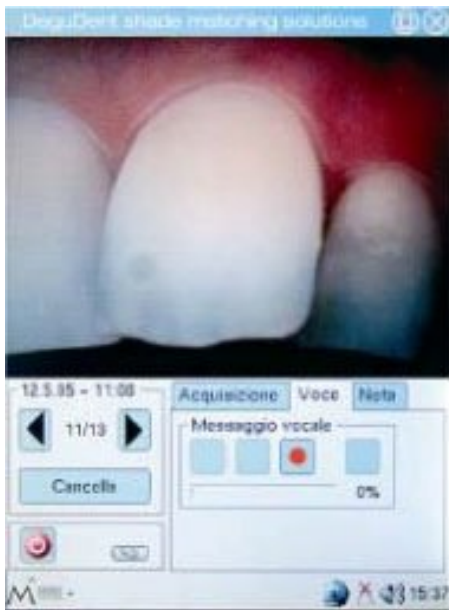 DeguDent shade matching solutions
12.5.05 - 11:08
Acquisizione Voce Nota
11/13
Messaggio vocale
Cancella
0%
15:37